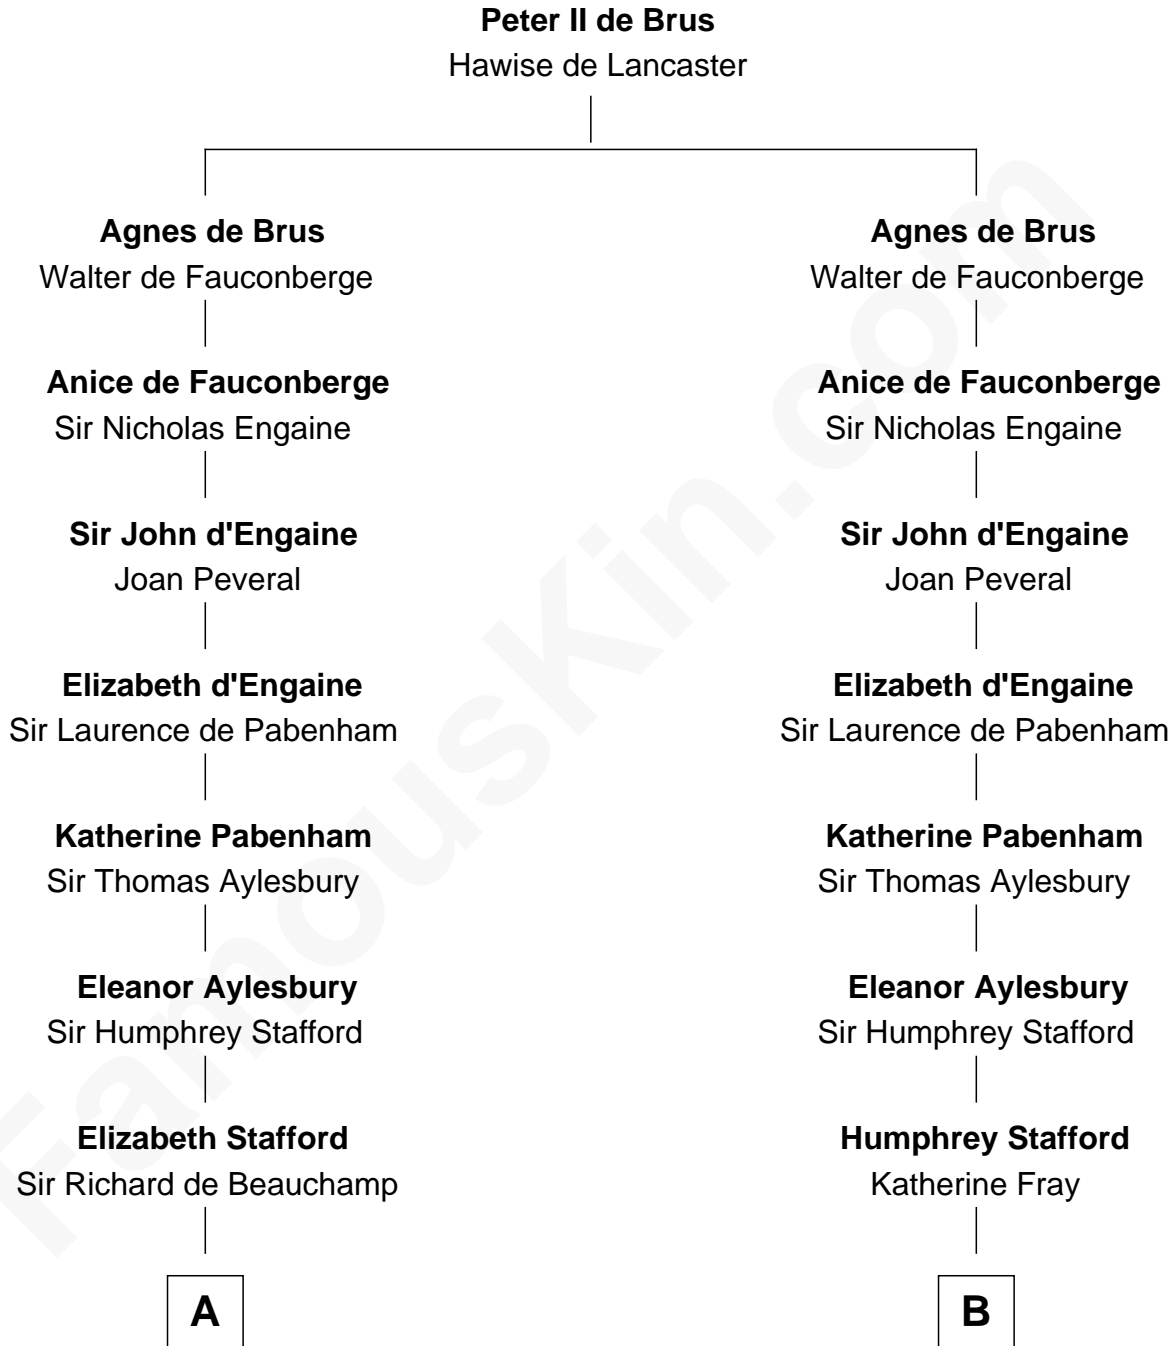 Peter II de Brus
Hawise de Lancaster
Agnes de Brus
Walter de Fauconberge
Anice de Fauconberge
Sir Nicholas Engaine
Sir John d'Engaine
Joan Peveral
Elizabeth d'Engaine
Sir Laurence de Pabenham
Katherine Pabenham
Sir Thomas Aylesbury
Eleanor Aylesbury
Sir Humphrey Stafford
Elizabeth Stafford
Sir Richard de Beauchamp
A
Agnes de Brus
Walter de Fauconberge
Anice de Fauconberge
Sir Nicholas Engaine
Sir John d'Engaine
Joan Peveral
Elizabeth d'Engaine
Sir Laurence de Pabenham
Katherine Pabenham
Sir Thomas Aylesbury
Eleanor Aylesbury
Sir Humphrey Stafford
Humphrey Stafford
Katherine Fray
B
FamousKin.com